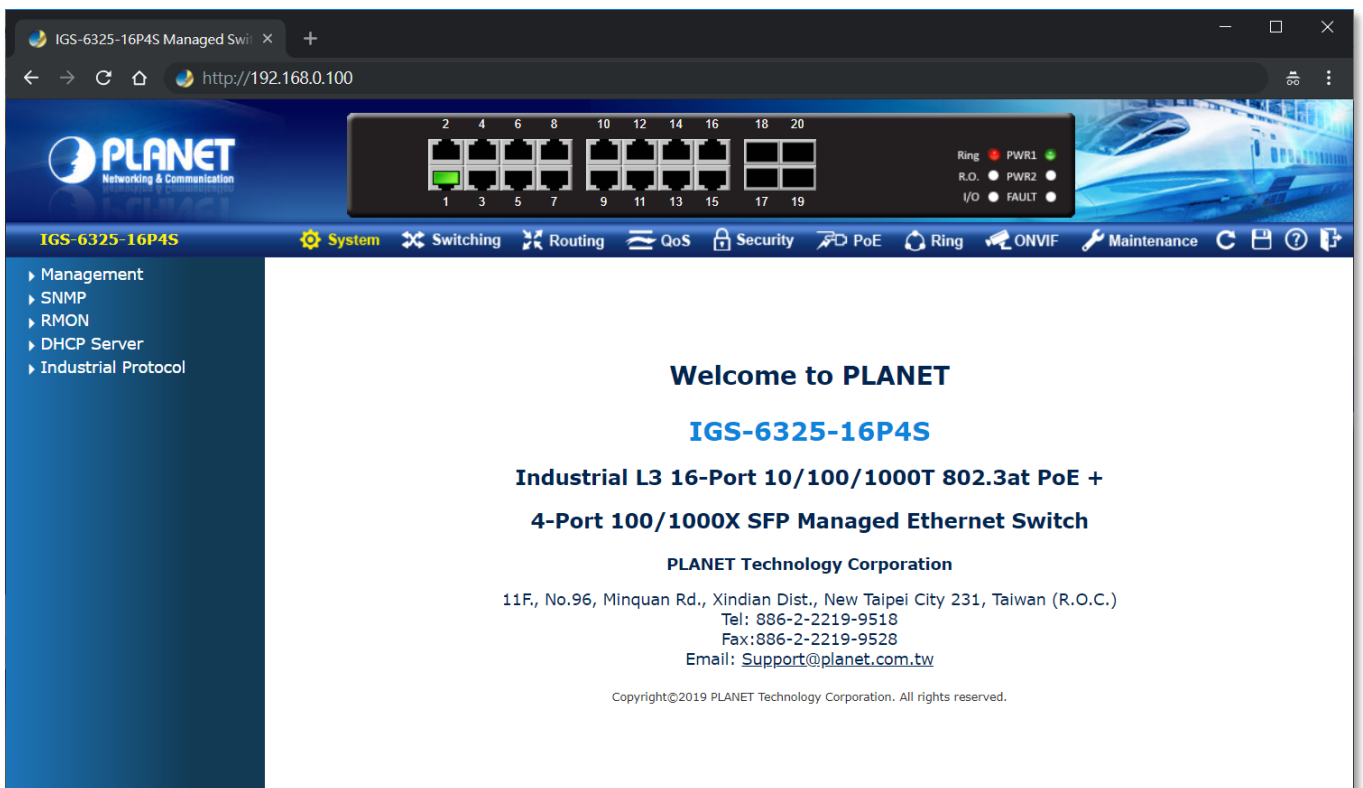 IGS-6325-16P4S Managed Swi
http://192.168.0.100
PLANET
Networking & Communication
2 4 6 8 10 12 14 16 18 20
1 3 5 7 9 11 13 15 17 19
Ring PWR1
R.O. PWR2
I/O FAULT
IGS-6325-16P4S System Switching Routing QoS Security PoE Ring ONVIF Maintenance
Management
SNMP
RMON
DHCP Server
Industrial Protocol
Welcome to PLANET
IGS-6325-16P4S
Industrial L3 16-Port 10/100/1000T 802.3at PoE +
4-Port 100/1000X SFP Managed Ethernet Switch
PLANET Technology Corporation
11F., No.96, Minquan Rd., Xindian Dist., New Taipei City 231, Taiwan (R.O.C.)
Tel: 886-2-2219-9518
Fax:886-2-2219-9528
Email: Support@planet.com.tw
Copyright©2019 PLANET Technology Corporation. All rights reserved.